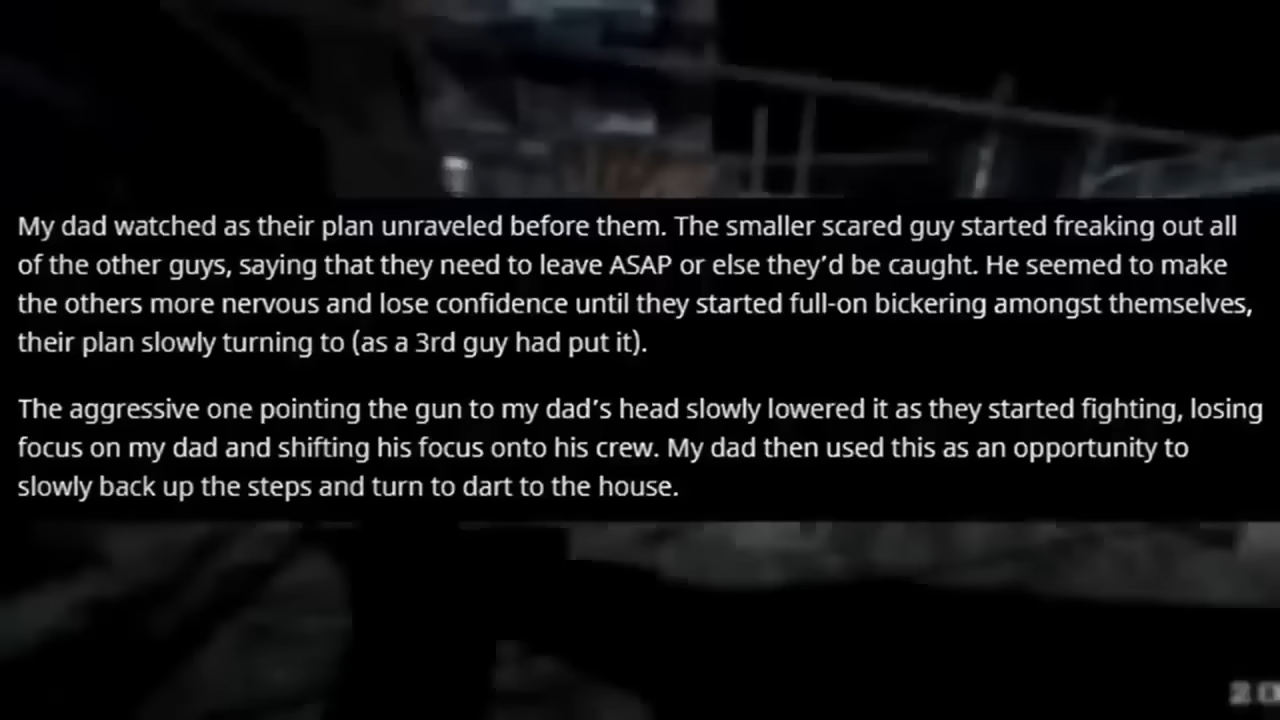 My dad watched as their plan unraveled before them. The smaller scared guy started freaking out all
of the other guys, saying that they need to leave ASAP or else they’d be caught. He seemed to make
the others more nervous and lose confidence until they started full-on bickering amongst themselves,
their plan slowly turning to (as a 3rd guy had put it).
The aggressive one pointing the gun to my dad’s head slowly lowered it as they started fighting, losing
focus on my dad and shifting his focus onto his crew. My dad then used this as an opportunity to
slowly back up the steps and turn to dart to the house.